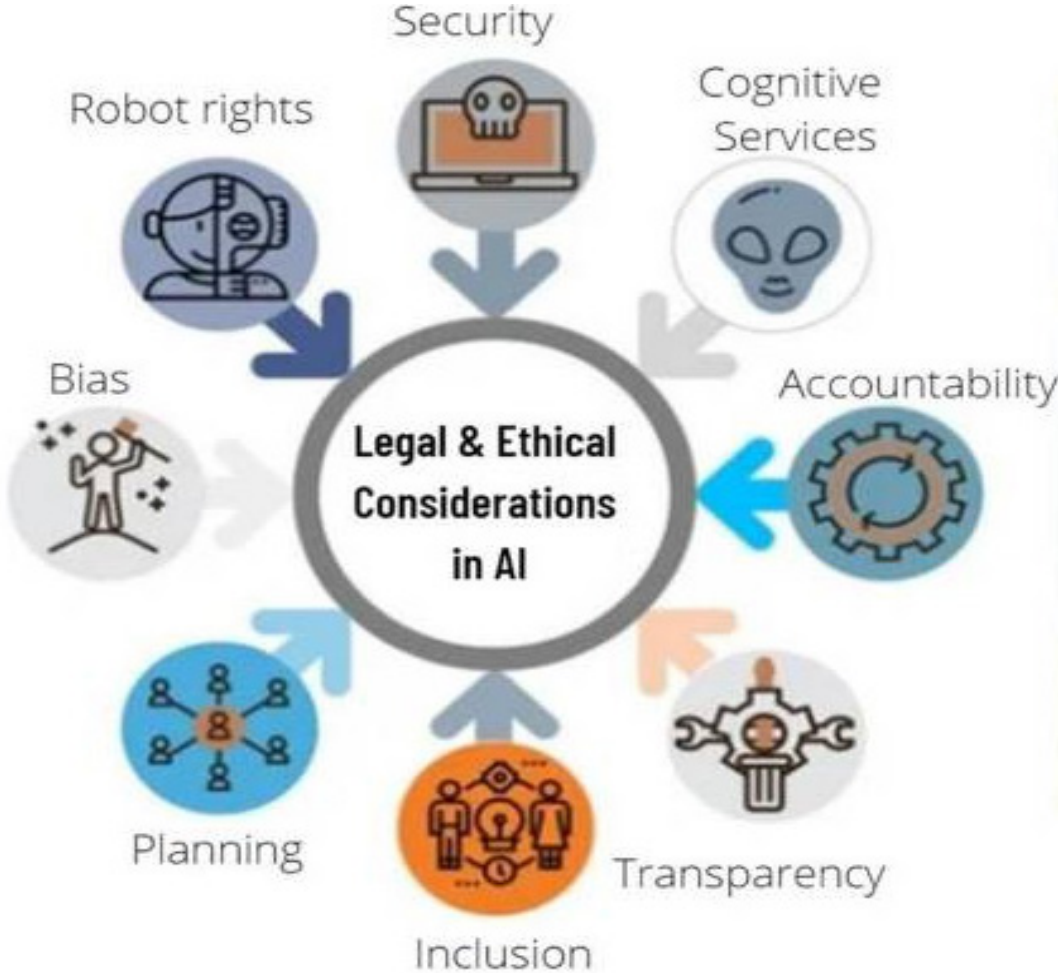 Security
Cognitive
Services
Robot rights
Bias
Accountability
Legal & Ethical
Considerations
in AI
Planning
Transparency
Inclusion